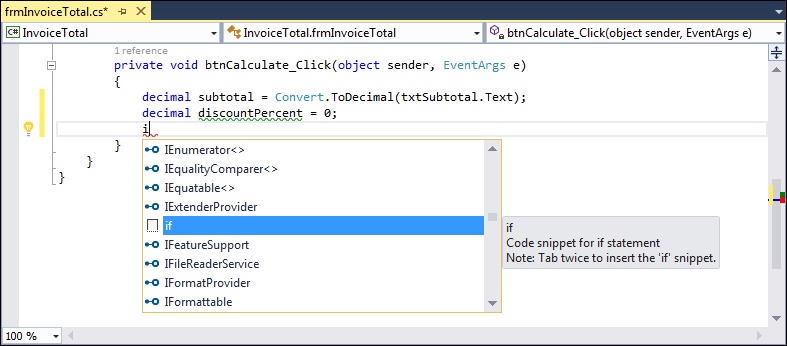 frmInvoiceTotal.cs*
InvoiceTotal InvoiceTotal.frmInvoiceTotal btnCalculate_Click(object sender, EventArgs e)
1 reference
private void btnCalculate_Click(object sender, EventArgs e)
{
decimal subtotal = Convert.ToDecimal(txtSubtotal.Text);
decimal discountPercent = 0;
i
}
}
}
IEnumerator<>
IEqualityComparer<>
IEquatable<>
IExtenderProvider
if
IFeatureSupport
IFileReaderService
IFormatProvider
IFormattable
if
Code snippet for if statement
Note: Tab twice to insert the 'if' snippet.
100 %